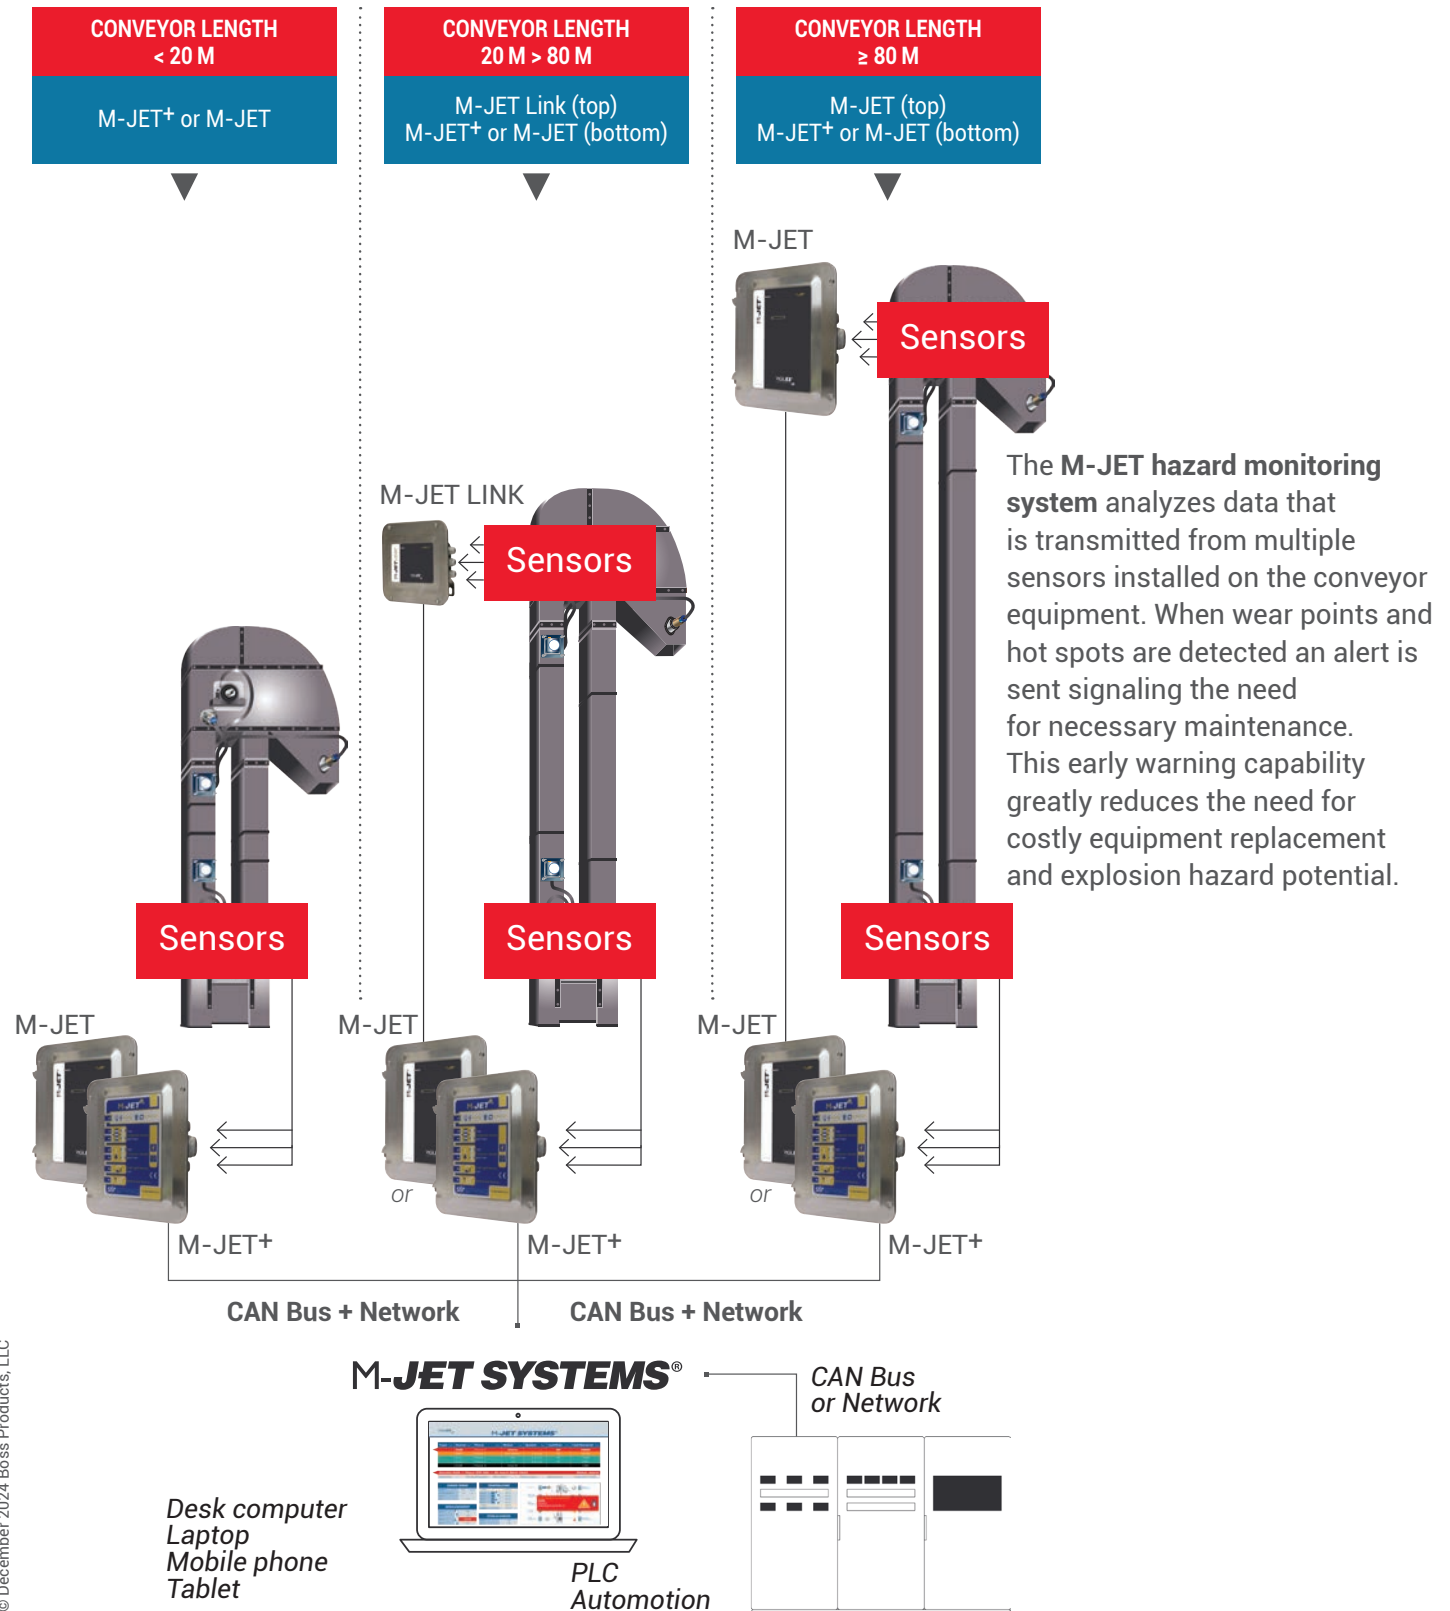 CONVEYOR LENGTH
< 20 M
M-JET+ or M-JET
CONVEYOR LENGTH
20 M > 80 M
M-JET Link (top)
M-JET+ or M-JET (bottom)
CONVEYOR LENGTH
≥ 80 M
M-JET (top)
M-JET+ or M-JET (bottom)
M-JET
Sensors
M-JET LINK
Sensors
The M-JET hazard monitoring
system analyzes data that
is transmitted from multiple
sensors installed on the conveyor
equipment. When wear points and
hot spots are detected an alert is
sent signaling the need
for necessary maintenance.
This early warning capability
greatly reduces the need for
costly equipment replacement
and explosion hazard potential.
Sensors
Sensors
Sensors
M-JET
M-JET
M-JET
or
or
M-JET+
M-JET+
M-JET+
CAN Bus + Network
CAN Bus + Network
M-JET SYSTEMS®
CAN Bus
or Network
M-JET SYSTEMS
Desk computer
Laptop
Mobile phone
Tablet
PLC
Automotion
© December 2024 Boss Products, LLC